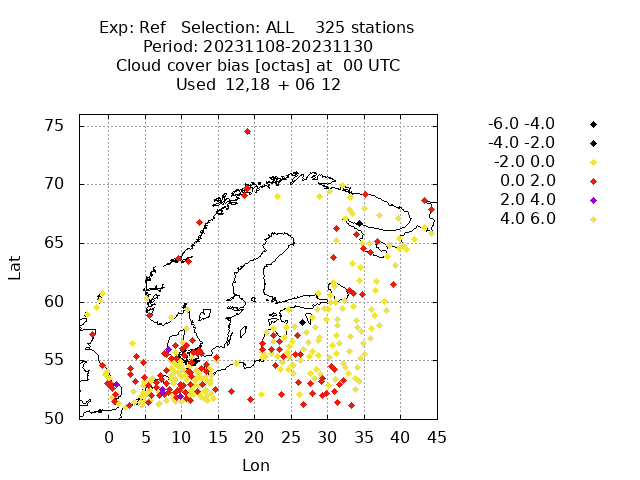 Exp: Ref   Selection: ALL    325 stations
Period: 20231108-20231130
Cloud cover bias [octas] at  00 UTC
Used  12,18 + 06 12
-6.0 -4.0
-4.0 -2.0
-2.0 0.0
0.0 2.0
2.0 4.0
4.0 6.0
75
70
65
60
55
50
Lat
0 5 10 15 20 25 30 35 40 45
Lon